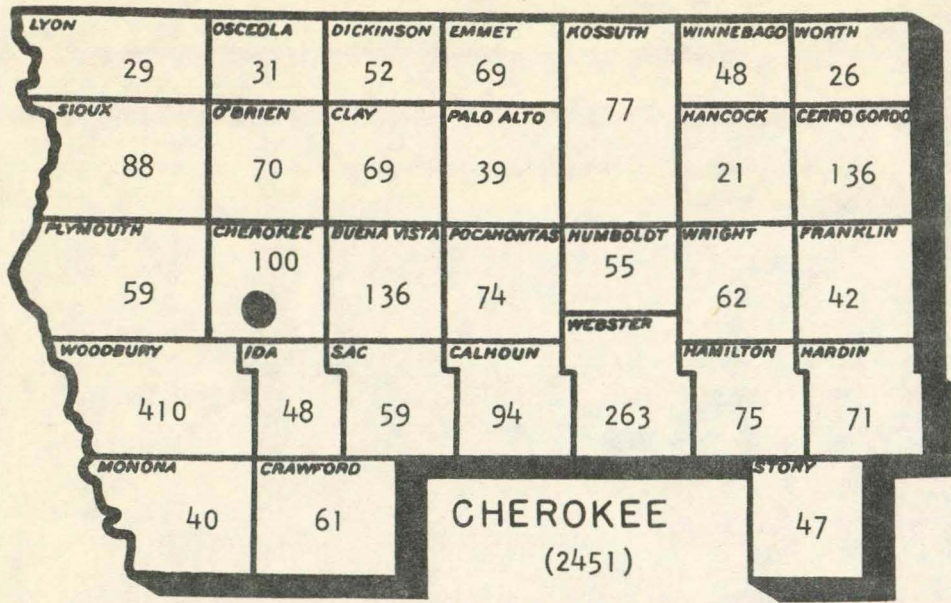 LYON OSCEOLA DICKINSON EMMET KOSSUTH WINNEBAGO WORTH
29 31 52 69 77 48 26
SIOUX O'BRIEN CLAY PALO ALTO HANCOCK CERRO GORDO
88 70 69 39 21 136
PLYMOUTH CHEROKEE BUENA VISTA POCAHONTAS HUMBOLDT WRIGHT FRANKLIN
59 100 136 74 55 62 42
WEBSTER
WOODBURY IDA SAC CALHOUN HAMILTON HARDIN
410 48 59 94 263 75 71
MONONA CRAWFORD STORY
40 61 47
CHEROKEE
(2451)